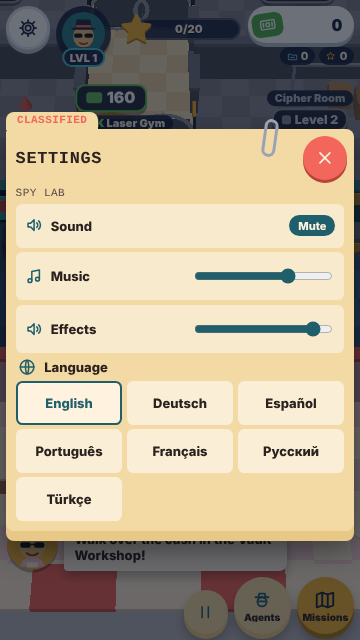 0/20
0
LVL 1
0
0
160
Cipher Room
Laser Gym
Level 2
CLASSIFIED
SETTINGS
SPY LAB
Sound
Mute
Music
Effects
Language
English
Deutsch
Español
Português
Français
Русский
Türkçe
Walk over the cash in the Vault
Workshop!
Agents
Missions